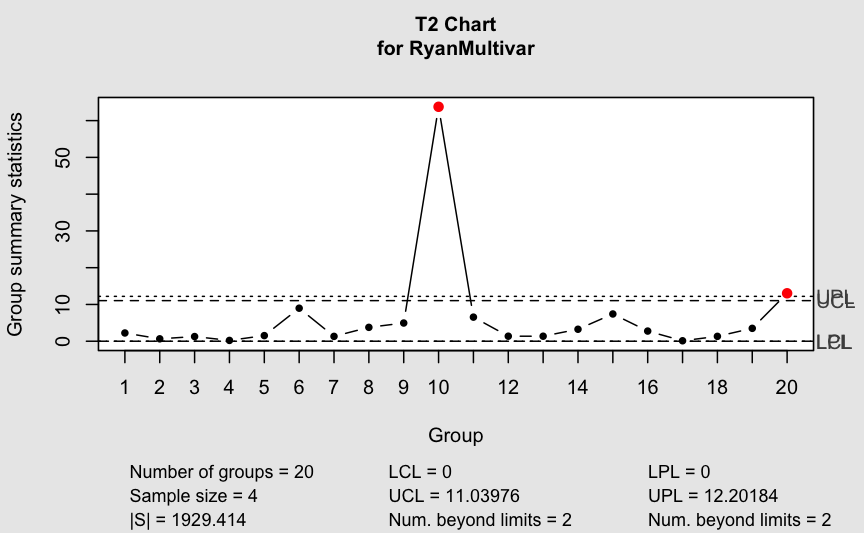 T2 Chart
for RyanMultivar
Group summary statistics
50
30
10
0
UPL
UCL
LPL
1 2 3 4 5 6 7 8 9 10 12 14 16 18 20
Group
Number of groups = 20 LCL = 0 LPL = 0
Sample size = 4 UCL = 11.03976 UPL = 12.20184
|S| = 1929.414 Num. beyond limits = 2 Num. beyond limits = 2